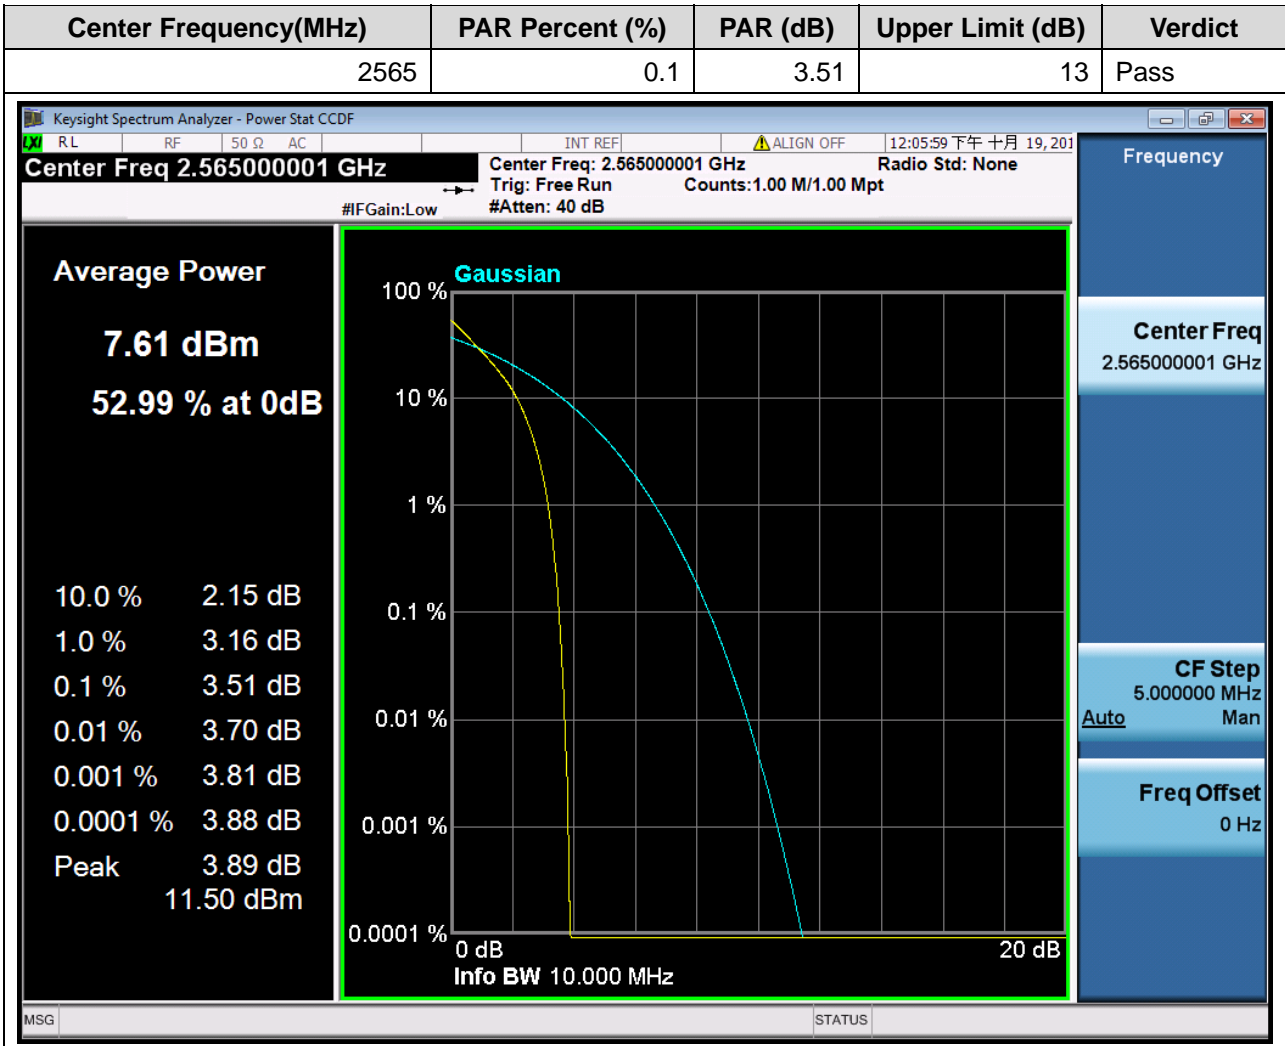 Center Frequency(MHz) PAR Percent (%) PAR (dB) Upper Limit (dB) Verdict
2565 0.1 3.51 13 Pass
Keysight Spectrum Analyzer - Power Stat CCDF
LXI RL RF 50 Ω AC INT REF ALIGN OFF 12:05:59 下午 十月 19, 201
Center Freq 2.565000001 GHz
#IFGain:Low
Center Freq: 2.565000001 GHz Radio Std: None
Trig: Free Run Counts:1.00 M/1.00 Mpt
#Atten: 40 dB
Average Power
7.61 dBm
52.99 % at 0dB
10.0 % 2.15 dB
1.0 % 3.16 dB
0.1 % 3.51 dB
0.01 % 3.70 dB
0.001 % 3.81 dB
0.0001 % 3.88 dB
Peak 3.89 dB
11.50 dBm
Gaussian
100 %
10 %
1 %
0.1 %
0.01 %
0.001 %
0.0001 %
0 dB 20 dB
Info BW 10.000 MHz
Frequency
Center Freq
2.565000001 GHz
CF Step
5.000000 MHz
Auto Man
Freq Offset
0 Hz
MSG STATUS